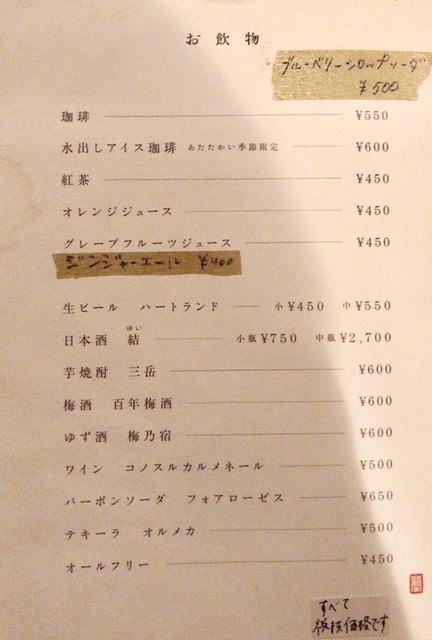 お飲物
ブルーベリーシロップソーダ
¥500
珈琲 ¥550
水出しアイス珈琲 あたたかい季節限定 ¥600
紅茶 ¥450
オレンジジュース ¥450
グレープフルーツジュース ¥450
ジンジャーエール ¥400
生ビール ハートランド 小¥450 中¥550
ゆい
日本酒 結 小瓶¥750 中瓶¥2,700
芋焼酎 三岳 ¥600
梅酒 百年梅酒 ¥600
ゆず酒 梅乃宿 ¥600
ワイン コノスルカルメネール ¥500
バーボンソーダ フォアローゼス ¥650
テキーラ オルメカ ¥500
オールフリー ¥450
すべて
税抜価格です